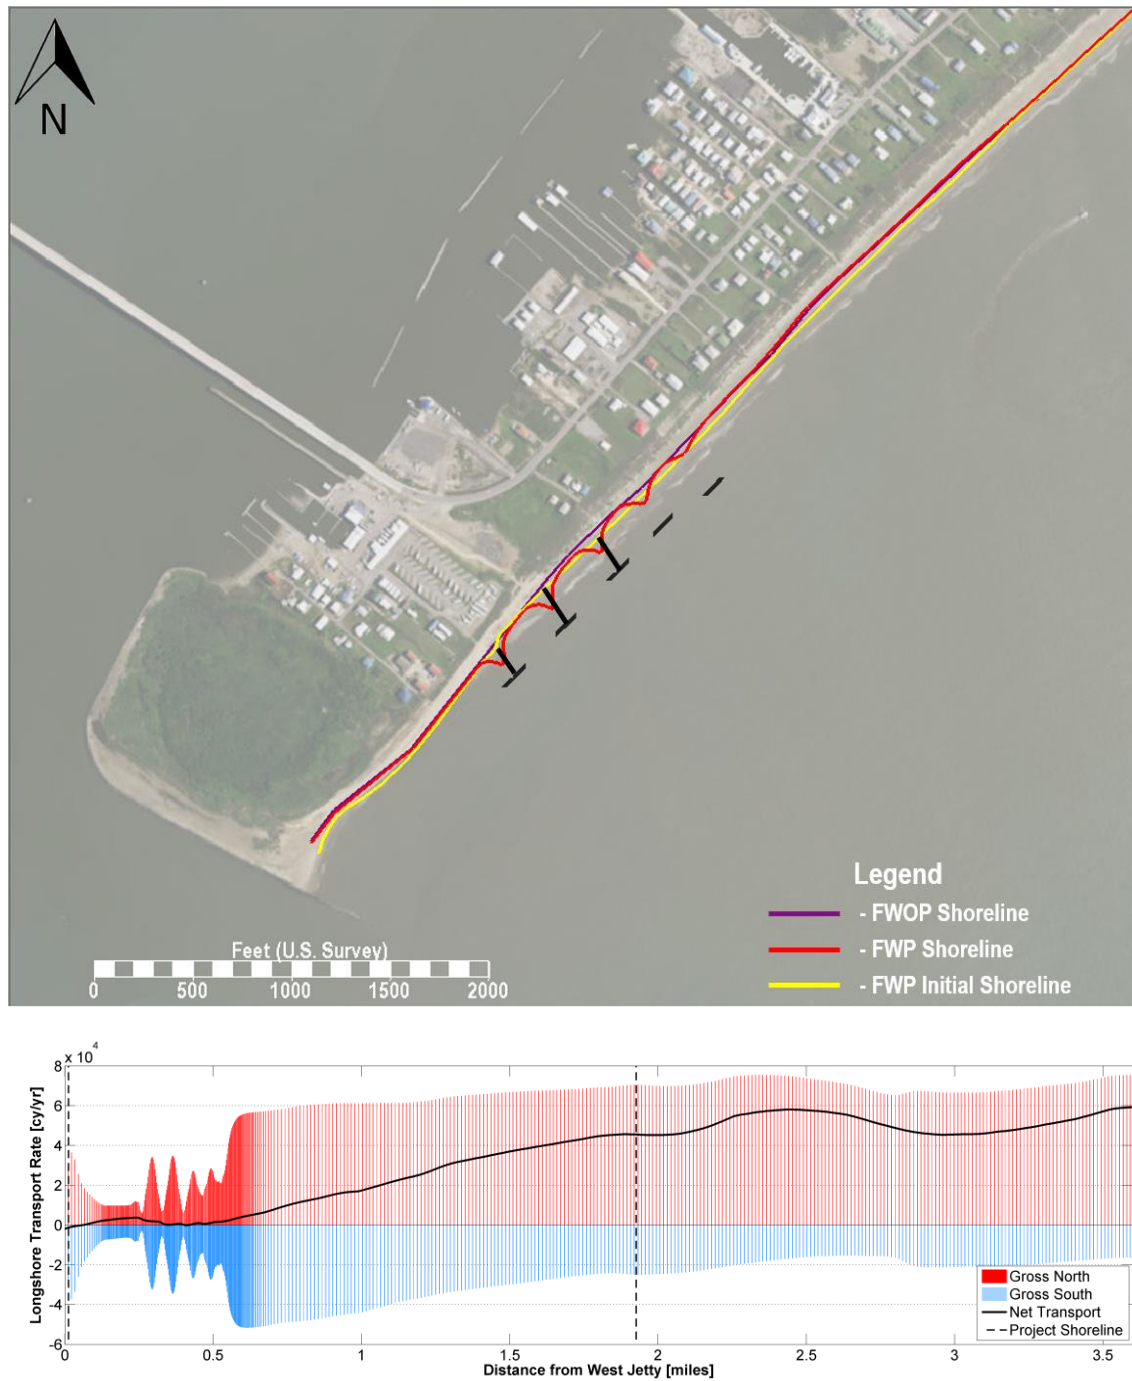 N
Legend
- FWOP Shoreline
- FWP Shoreline
- FWP Initial Shoreline
Feet (U.S. Survey)
0 500 1000 1500 2000
x 10^4
8
6
4
2
0
-2
-4
-6
Longshore Transport Rate [cy/yr]
Gross North
Gross South
Net Transport
Project Shoreline
0 0.5 1 1.5 2 2.5 3 3.5
Distance from West Jetty [miles]